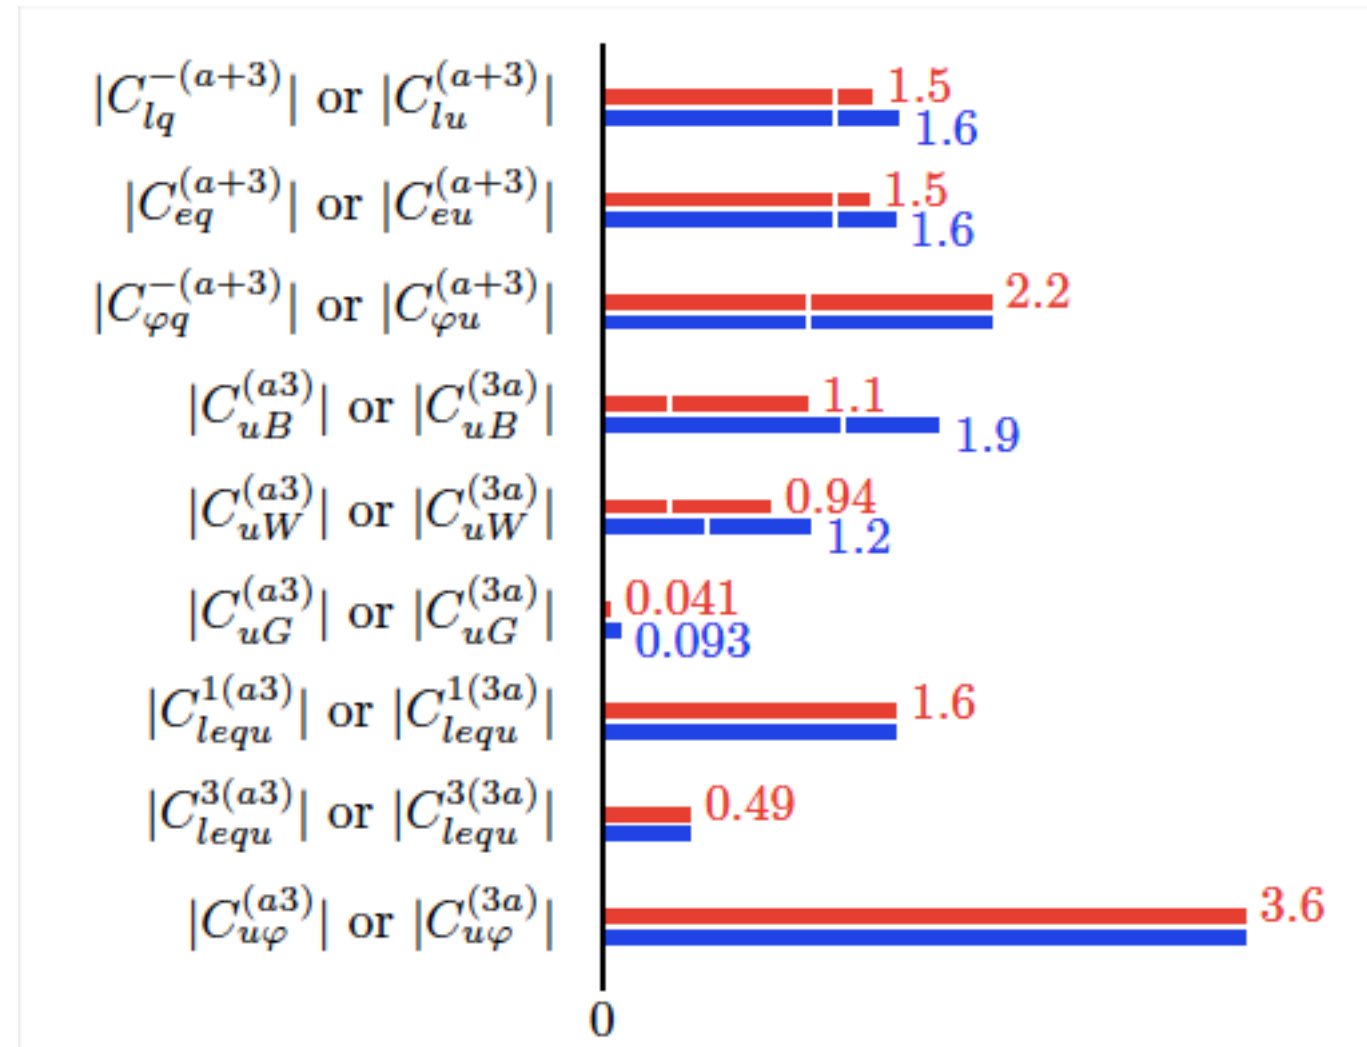 |C_{lq}^{-(a+3)}| or |C_{lu}^{(a+3)}| 1.5
1.6
|C_{eq}^{(a+3)}| or |C_{eu}^{(a+3)}| 1.5
1.6
|C_{φq}^{-(a+3)}| or |C_{φu}^{(a+3)}| 2.2
|C_{uB}^{(a3)}| or |C_{uB}^{(3a)}| 1.1
1.9
|C_{uW}^{(a3)}| or |C_{uW}^{(3a)}| 0.94
1.2
|C_{uG}^{(a3)}| or |C_{uG}^{(3a)}| 0.041
0.093
|C_{lequ}^{1(a3)}| or |C_{lequ}^{1(3a)}| 1.6
|C_{lequ}^{3(a3)}| or |C_{lequ}^{3(3a)}| 0.49
|C_{uφ}^{(a3)}| or |C_{uφ}^{(3a)}| 3.6
0